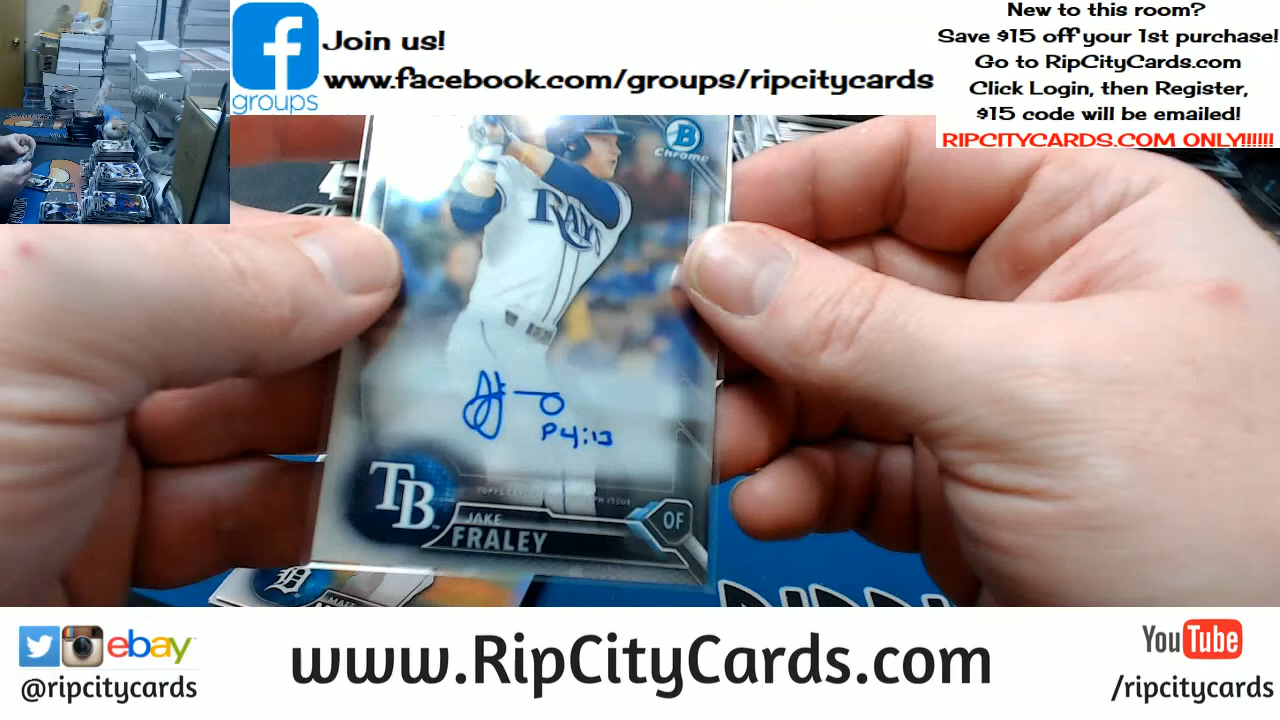 f
groups
Join us!
www.facebook.com/groups/ripcitycards
New to this room?
Save $15 off your 1st purchase!
Go to RipCityCards.com
Click Login, then Register,
$15 code will be emailed!
RIPCITYCARDS.COM ONLY!!!!!!
B
Chrome
RAYS
P4:13
TB
JAKE
FRALEY
OF
D
MATT
ebay
@ripcitycards
www.RipCityCards.com
YouTube
/ripcitycards